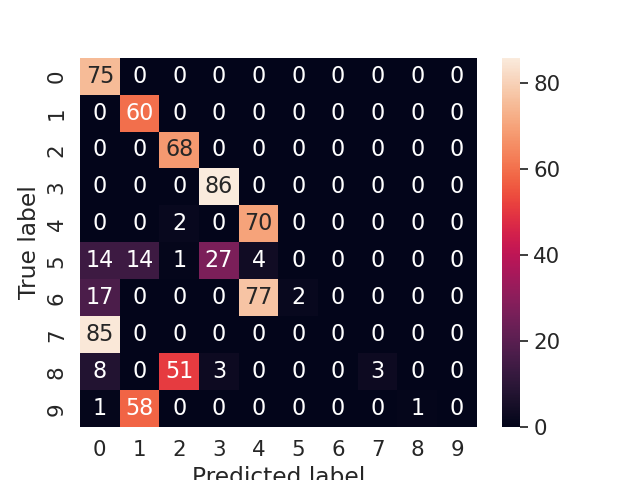 0 75 0 0 0 0 0 0 0 0 0
1 0 60 0 0 0 0 0 0 0 0
2 0 0 68 0 0 0 0 0 0 0
3 0 0 0 86 0 0 0 0 0 0
4 0 0 2 0 70 0 0 0 0 0
5 14 14 1 27 4 0 0 0 0 0
6 17 0 0 0 77 2 0 0 0 0
7 85 0 0 0 0 0 0 0 0 0
8 8 0 51 3 0 0 0 3 0 0
9 1 58 0 0 0 0 0 0 1 0
0 1 2 3 4 5 6 7 8 9
True label
Predicted label
80
60
40
20
0